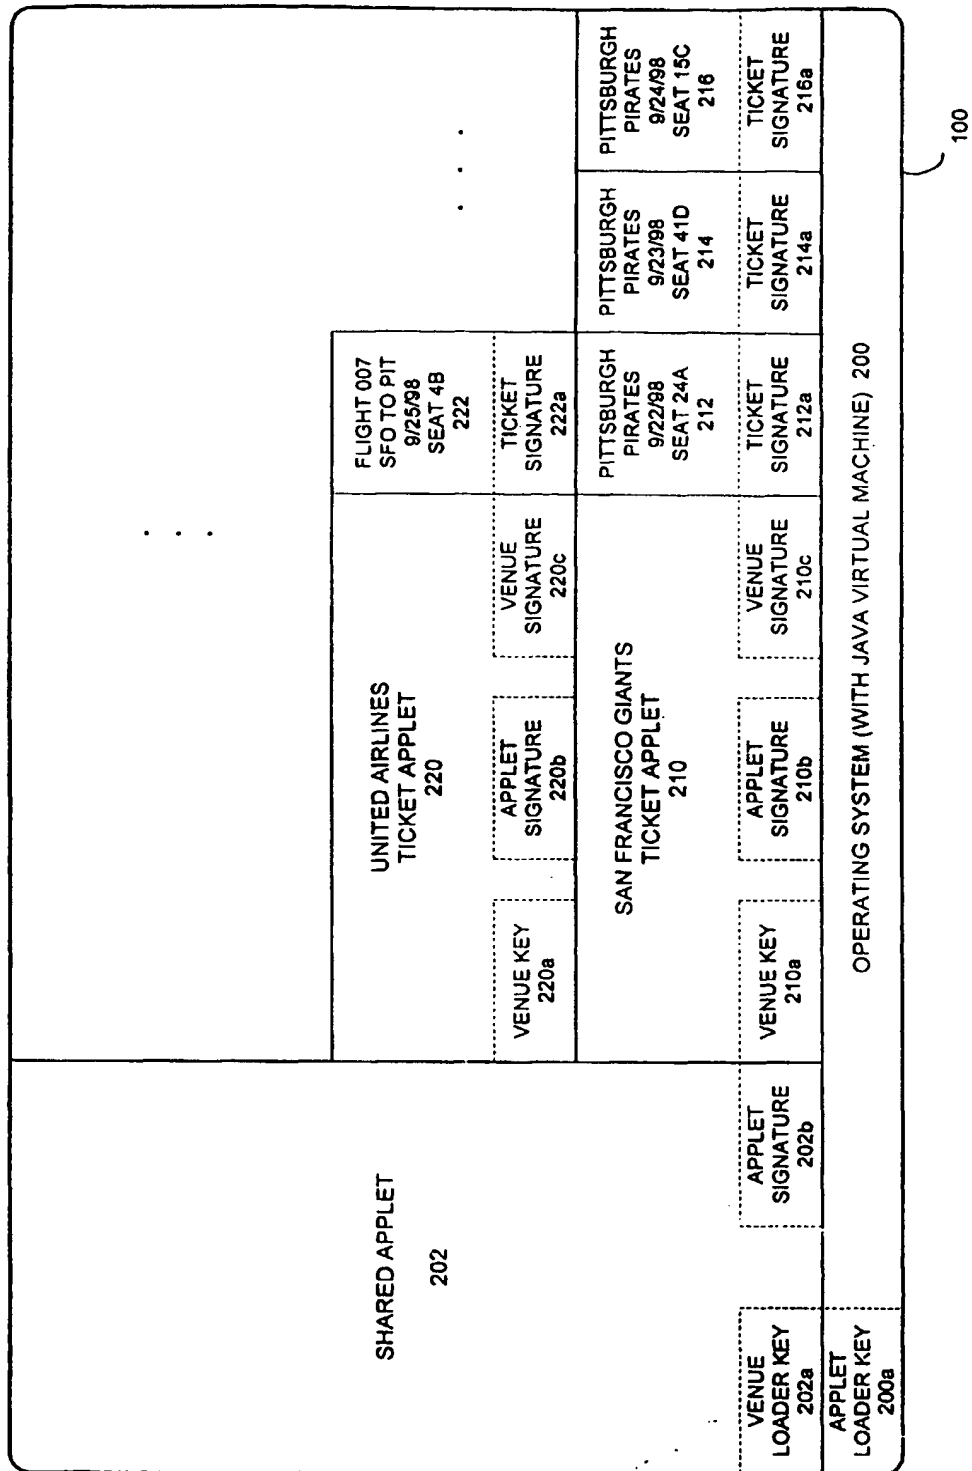 SHARED APPLET
202
VENUE
LOADER KEY
202a
APPLET
SIGNATURE
202b
APPLET
LOADER KEY
200a
UNITED AIRLINES
TICKET APPLET
220
VENUE KEY
220a
APPLET
SIGNATURE
220b
VENUE
SIGNATURE
220c
FLIGHT 007
SFO TO PIT
9/25/98
SEAT 4B
222
TICKET
SIGNATURE
222a
. . .
. . .
SAN FRANCISCO GIANTS
TICKET APPLET
210
VENUE KEY
210a
APPLET
SIGNATURE
210b
VENUE
SIGNATURE
210c
PITTSBURGH
PIRATES
9/22/98
SEAT 24A
212
TICKET
SIGNATURE
212a
PITTSBURGH
PIRATES
9/23/98
SEAT 41D
214
TICKET
SIGNATURE
214a
PITTSBURGH
PIRATES
9/24/98
SEAT 15C
216
TICKET
SIGNATURE
216a
OPERATING SYSTEM (WITH JAVA VIRTUAL MACHINE) 200
100